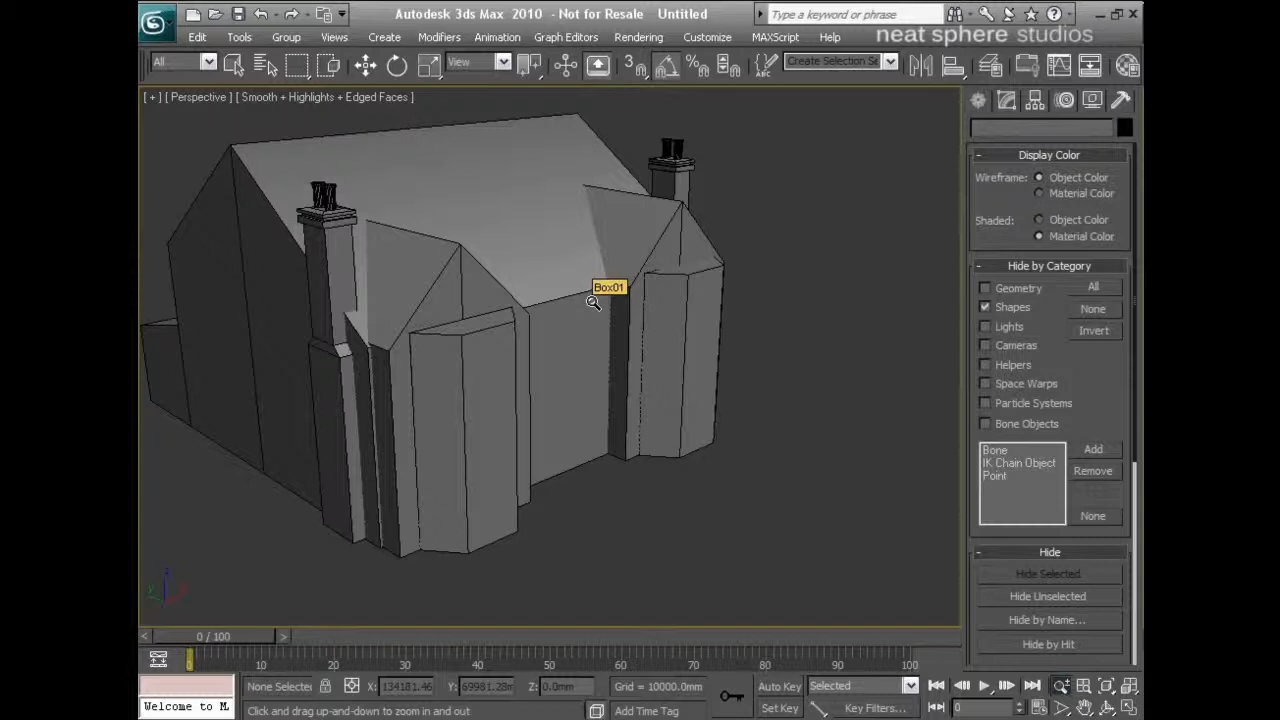 Autodesk 3ds Max 2010 - Not for Resale Untitled
Type a keyword or phrase
Edit Tools Group Views Create Modifiers Animation Graph Editors Rendering Customize MAXScript Help
neat sphere studios
All
View
3
Create Selection Se
[ + ] [ Perspective ] [ Smooth + Highlights + Edged Faces ]
Box01
- Display Color
Wireframe: Object Color
Material Color
Shaded: Object Color
Material Color
- Hide by Category
Geometry All
Shapes
None
Lights
Invert
Cameras
Helpers
Space Warps
Particle Systems
Bone Objects
Bone
Add
IK Chain Object
Remove
Point
None
- Hide
Hide Selected
Hide Unselected
Hide by Name...
Hide by Hit
< 0 / 100 >
0 10 20 30 40 50 60 70 80 90 100
None Selecte X: 134181.46 Y: 69981.28m Z: 0.0mm Grid = 10000.0mm Auto Key Selected
Welcome to M Click and drag up-and-down to zoom in and out Add Time Tag Set Key Key Filters... 0